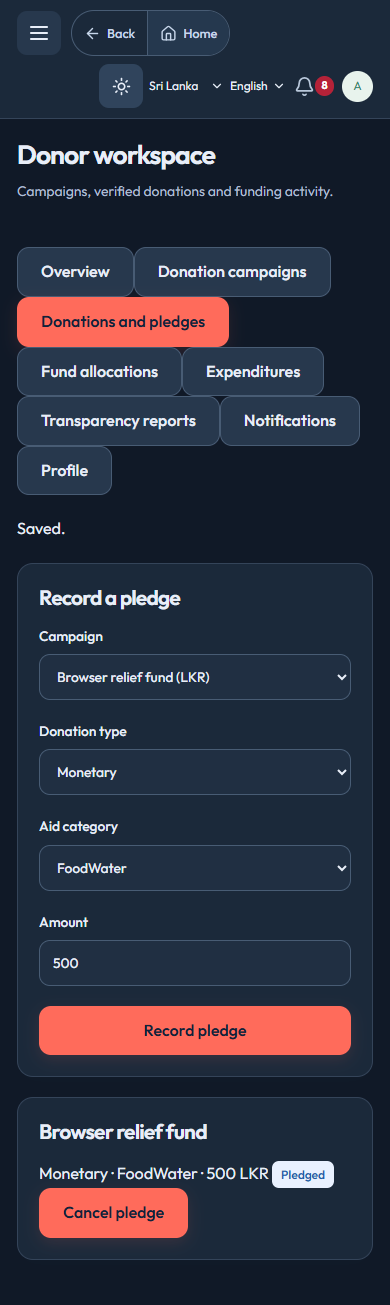 Back Home
Sri Lanka English 8 A
Donor workspace
Campaigns, verified donations and funding activity.
Overview Donation campaigns
Donations and pledges
Fund allocations Expenditures
Transparency reports Notifications
Profile
Saved.
Record a pledge
Campaign
Browser relief fund (LKR)
Donation type
Monetary
Aid category
FoodWater
Amount
500
Record pledge
Browser relief fund
Monetary · FoodWater · 500 LKR Pledged
Cancel pledge